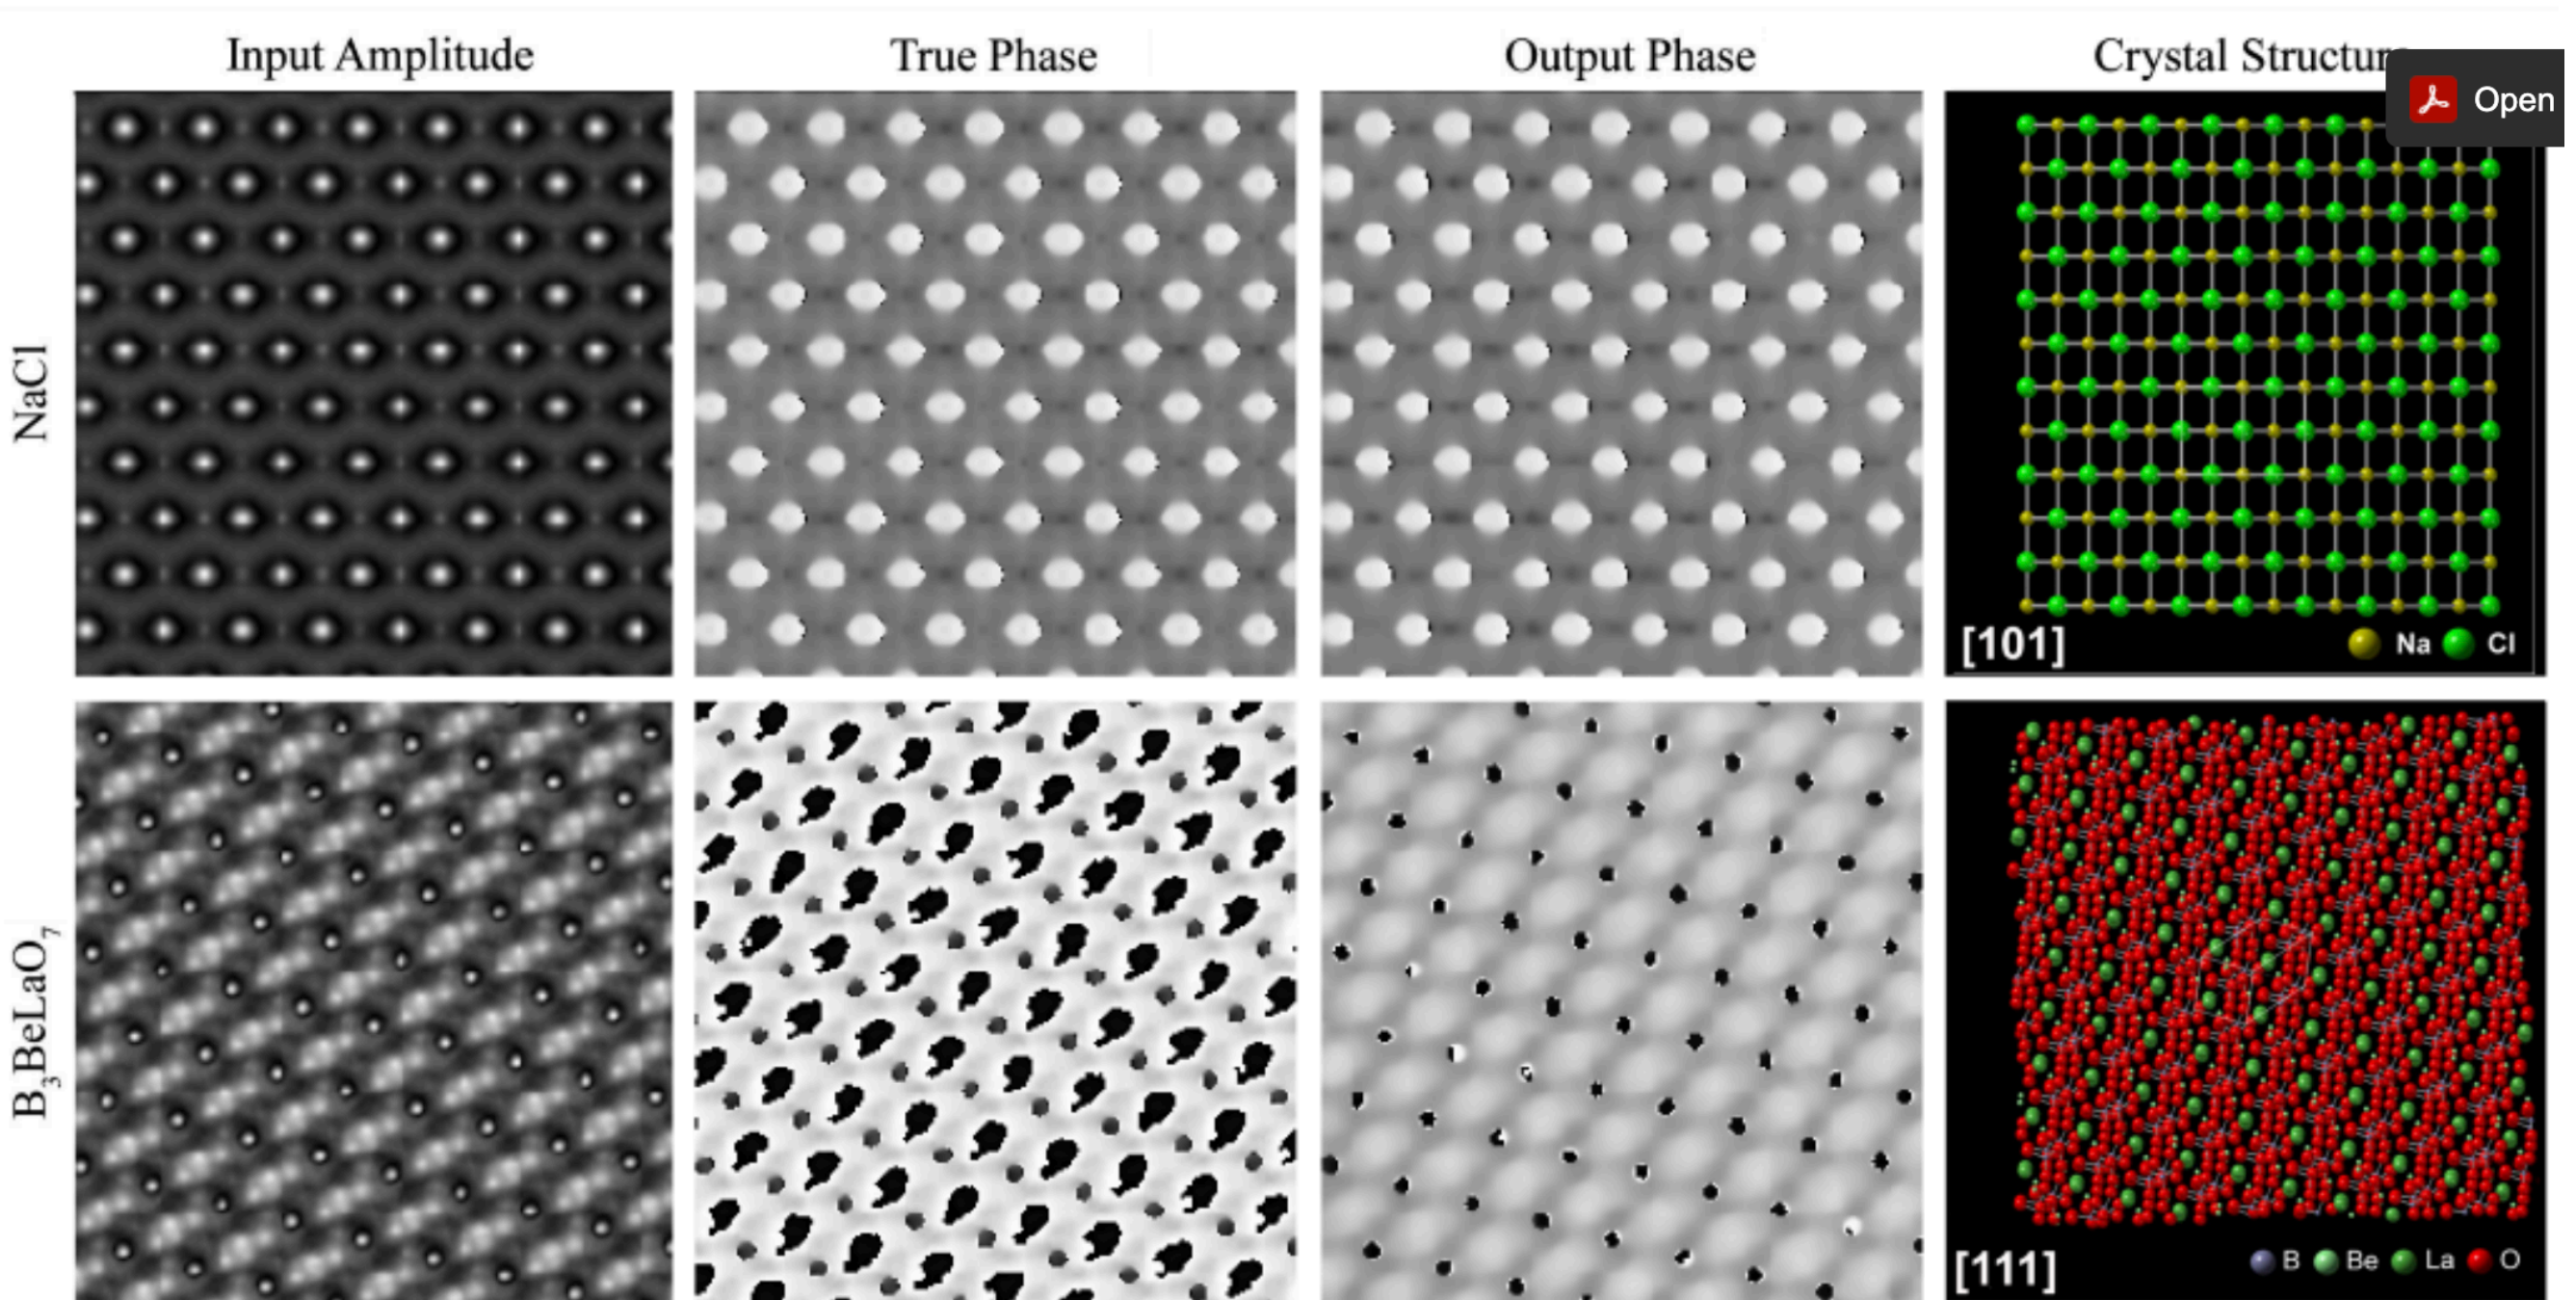 Input Amplitude
True Phase
Output Phase
Crystal Structur
Open
NaCl
[101]
Na
Cl
B₃BeLaO₇
[111]
B
Be
La
O